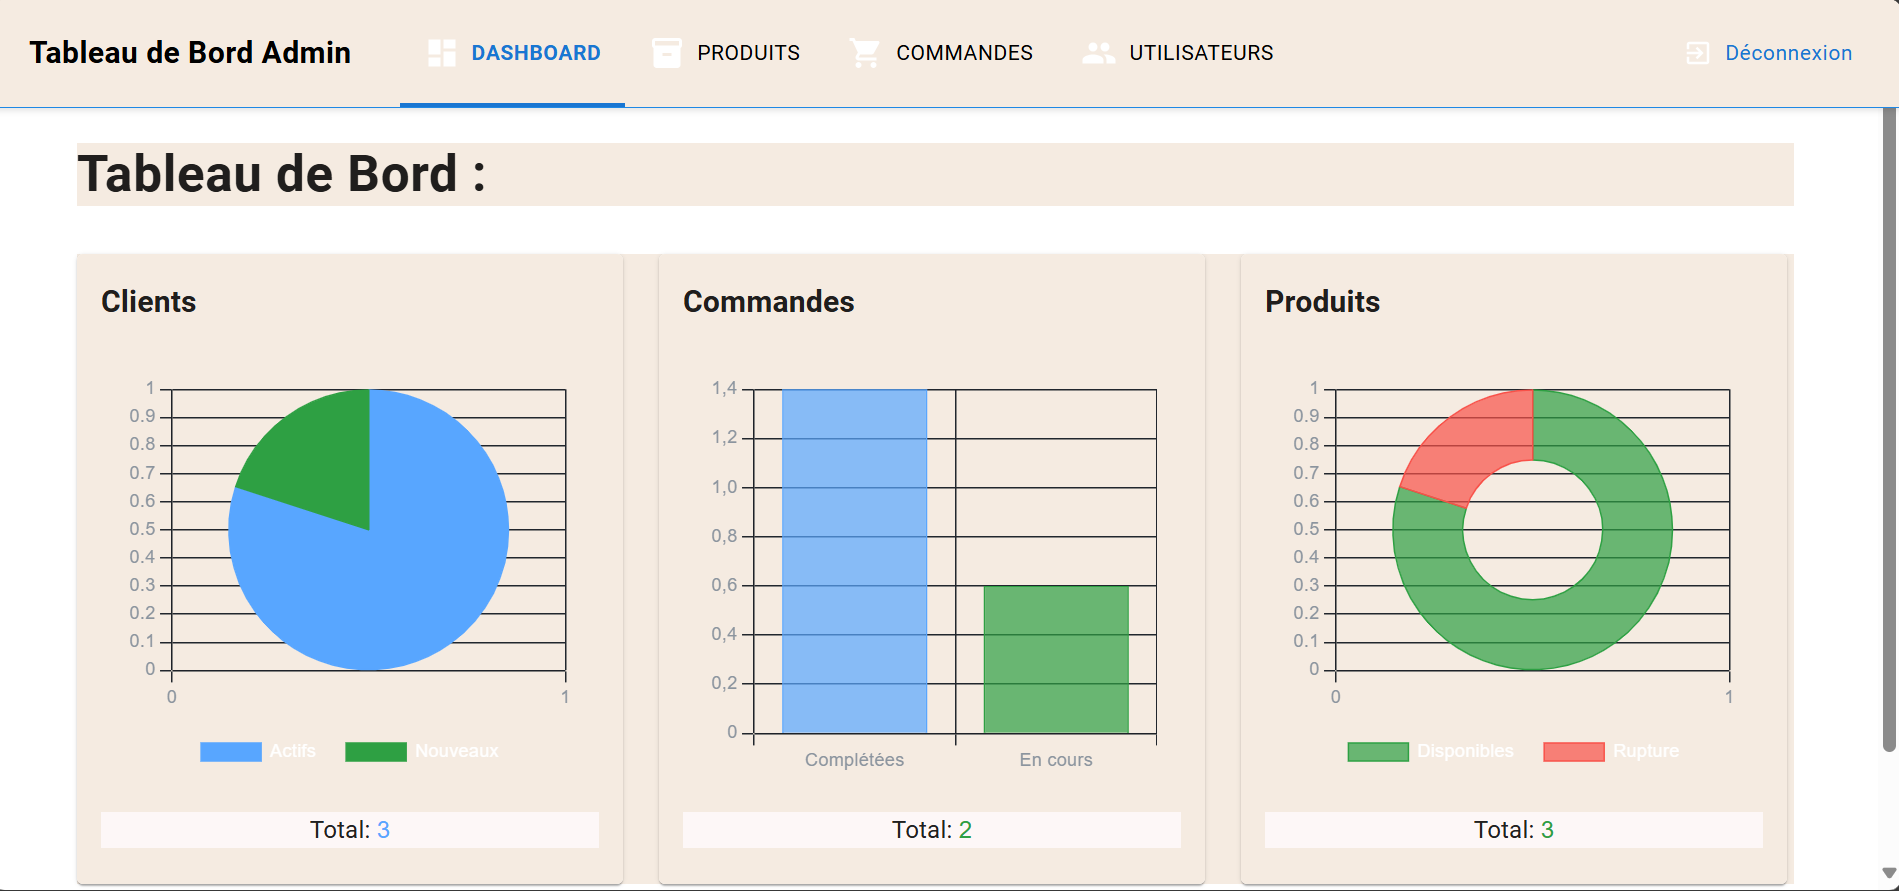 Tableau de Bord Admin
DASHBOARD
PRODUITS
COMMANDES
UTILISATEURS
Déconnexion
Tableau de Bord :
Clients
1
0.9
0.8
0.7
0.6
0.5
0.4
0.3
0.2
0.1
0
0 1
Actifs Nouveaux
Total: 3
Commandes
1,4
1,2
1,0
0,8
0,6
0,4
0,2
0
Complétées En cours
Total: 2
Produits
1
0.9
0.8
0.7
0.6
0.5
0.4
0.3
0.2
0.1
0
0 1
Disponibles Rupture
Total: 3